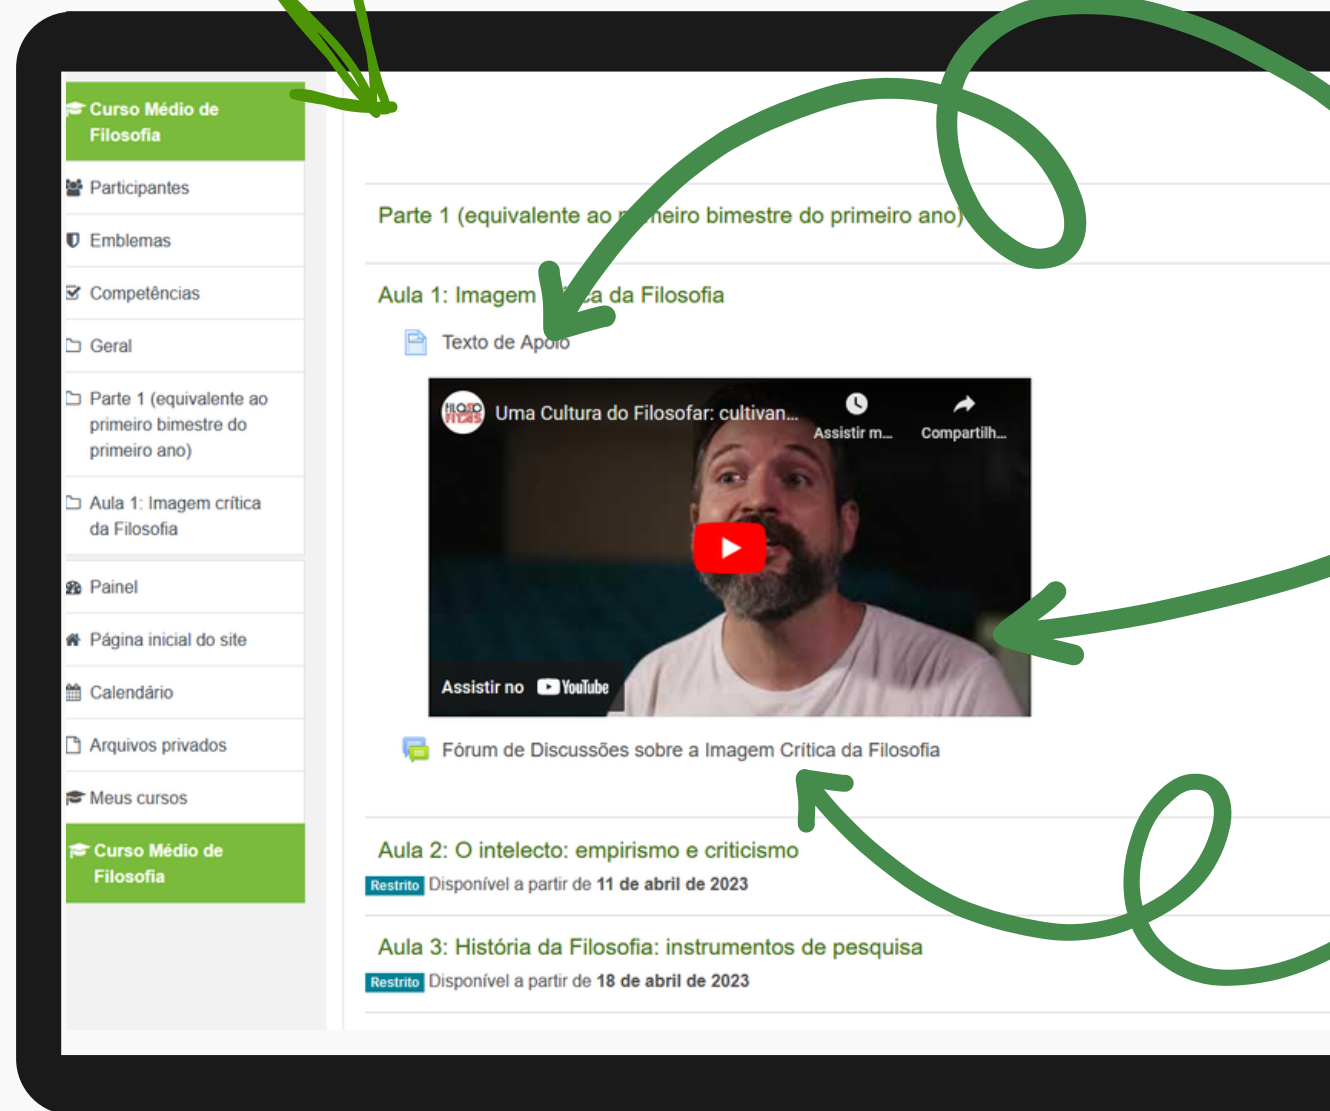 Curso Médio de
Filosofia
Participantes
Emblemas
Competências
Geral
Parte 1 (equivalente ao
primeiro bimestre do
primeiro ano)
Aula 1: Imagem crítica
da Filosofia
Painel
Página inicial do site
Calendário
Arquivos privados
Meus cursos
Curso Médio de
Filosofia
Parte 1 (equivalente ao primeiro bimestre do primeiro ano)
Aula 1: Imagem crítica da Filosofia
Texto de Apoio
FILOSO
FITAS
Uma Cultura do Filosofar: cultivan...
Assistir m...
Compartilh...
Assistir no YouTube
Fórum de Discussões sobre a Imagem Crítica da Filosofia
Aula 2: O intelecto: empirismo e criticismo
Restrito Disponível a partir de 11 de abril de 2023
Aula 3: História da Filosofia: instrumentos de pesquisa
Restrito Disponível a partir de 18 de abril de 2023